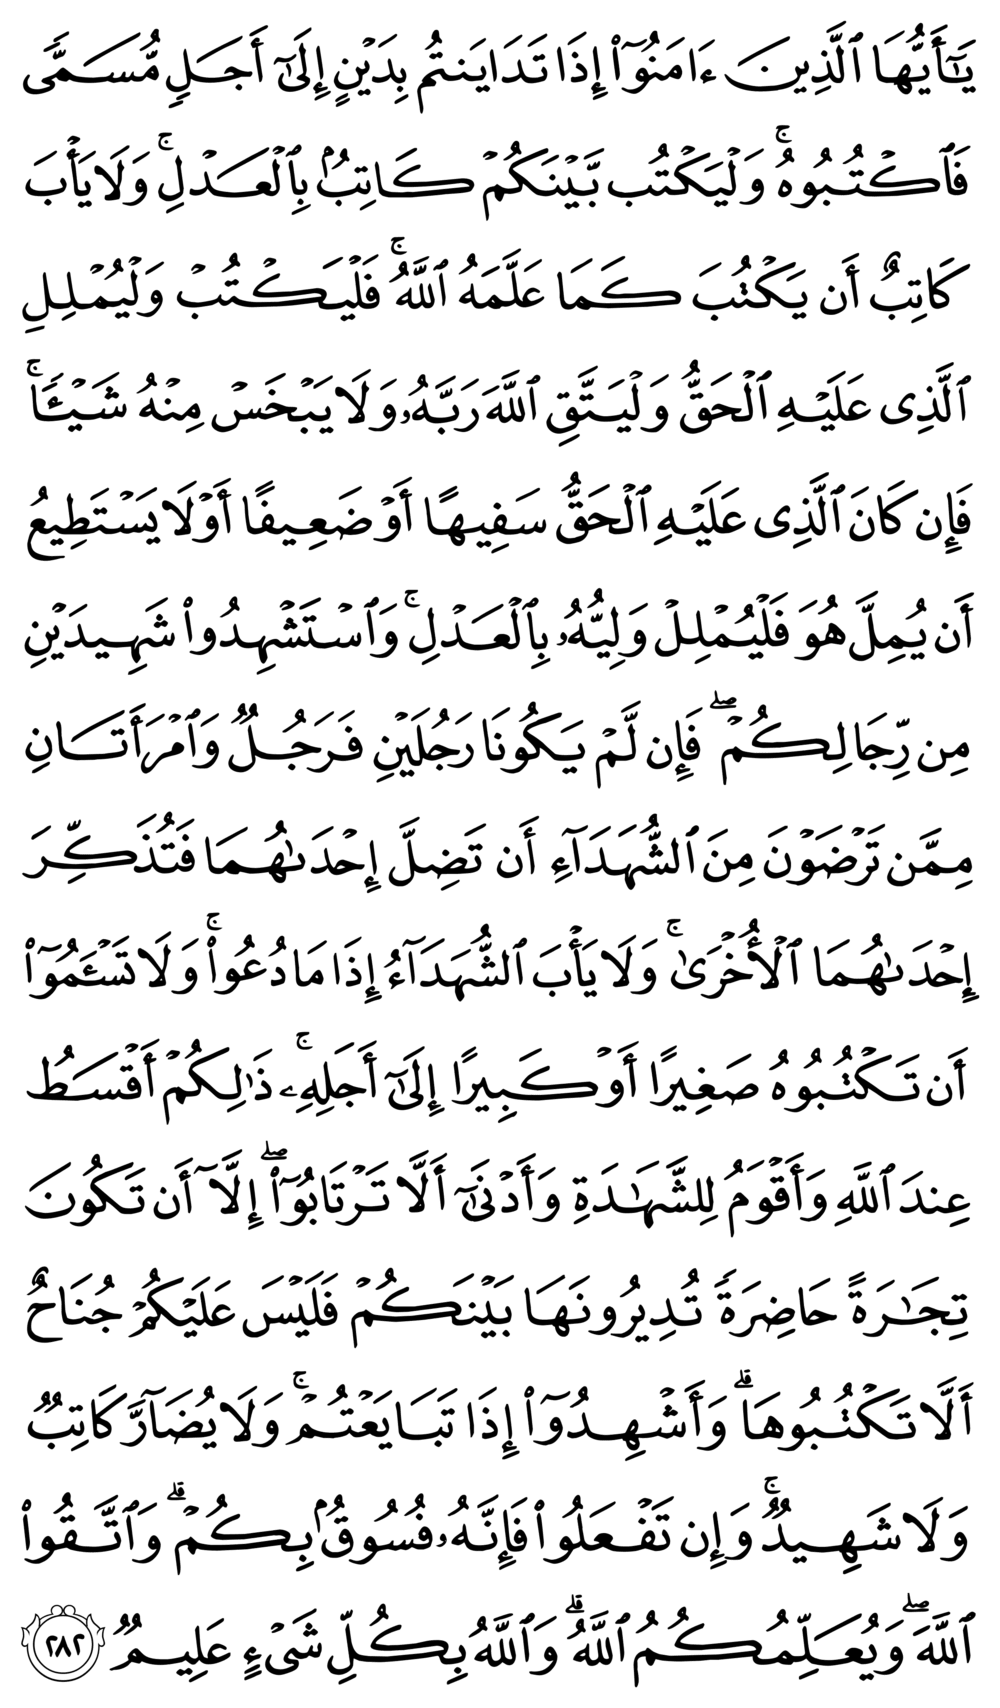 يَـٰٓأَيُّهَا ٱلَّذِينَ ءَامَنُوٓا۟ إِذَا تَدَايَنتُم بِدَيْنٍ إِلَىٰٓ أَجَلٍ مُّسَمًّى
فَٱكْتُبُوهُ ۚ وَلْيَكْتُب بَّيْنَكُمْ كَاتِبٌۢ بِٱلْعَدْلِ ۚ وَلَا يَأْبَ
كَاتِبٌ أَن يَكْتُبَ كَمَا عَلَّمَهُ ٱللَّهُ ۚ فَلْيَكْتُبْ وَلْيُمْلِلِ
ٱلَّذِى عَلَيْهِ ٱلْحَقُّ وَلْيَتَّقِ ٱللَّهَ رَبَّهُۥ وَلَا يَبْخَسْ مِنْهُ شَيْـًٔا ۚ
فَإِن كَانَ ٱلَّذِى عَلَيْهِ ٱلْحَقُّ سَفِيهًا أَوْ ضَعِيفًا أَوْ لَا يَسْتَطِيعُ
أَن يُمِلَّ هُوَ فَلْيُمْلِلْ وَلِيُّهُۥ بِٱلْعَدْلِ ۚ وَٱسْتَشْهِدُوا۟ شَهِيدَيْنِ
مِن رِّجَالِكُمْ ۖ فَإِن لَّمْ يَكُونَا رَجُلَيْنِ فَرَجُلٌ وَٱمْرَأَتَانِ
مِمَّن تَرْضَوْنَ مِنَ ٱلشُّهَدَآءِ أَن تَضِلَّ إِحْدَىٰهُمَا فَتُذَكِّرَ
إِحْدَىٰهُمَا ٱلْأُخْرَىٰ ۚ وَلَا يَأْبَ ٱلشُّهَدَآءُ إِذَا مَا دُعُوا۟ ۚ وَلَا تَسْـَٔمُوٓا۟
أَن تَكْتُبُوهُ صَغِيرًا أَوْ كَبِيرًا إِلَىٰٓ أَجَلِهِۦ ۚ ذَٰلِكُمْ أَقْسَطُ
عِندَ ٱللَّهِ وَأَقْوَمُ لِلشَّهَـٰدَةِ وَأَدْنَىٰٓ أَلَّا تَرْتَابُوٓا۟ ۖ إِلَّآ أَن تَكُونَ
تِجَـٰرَةً حَاضِرَةً تُدِيرُونَهَا بَيْنَكُمْ فَلَيْسَ عَلَيْكُمْ جُنَاحٌ
أَلَّا تَكْتُبُوهَا ۗ وَأَشْهِدُوٓا۟ إِذَا تَبَايَعْتُمْ ۚ وَلَا يُضَآرَّ كَاتِبٌ
وَلَا شَهِيدٌ ۚ وَإِن تَفْعَلُوا۟ فَإِنَّهُۥ فُسُوقٌۢ بِكُمْ ۗ وَٱتَّقُوا۟
ٱللَّهَ ۖ وَيُعَلِّمُكُمُ ٱللَّهُ ۗ وَٱللَّهُ بِكُلِّ شَىْءٍ عَلِيمٌ ٢٨٢